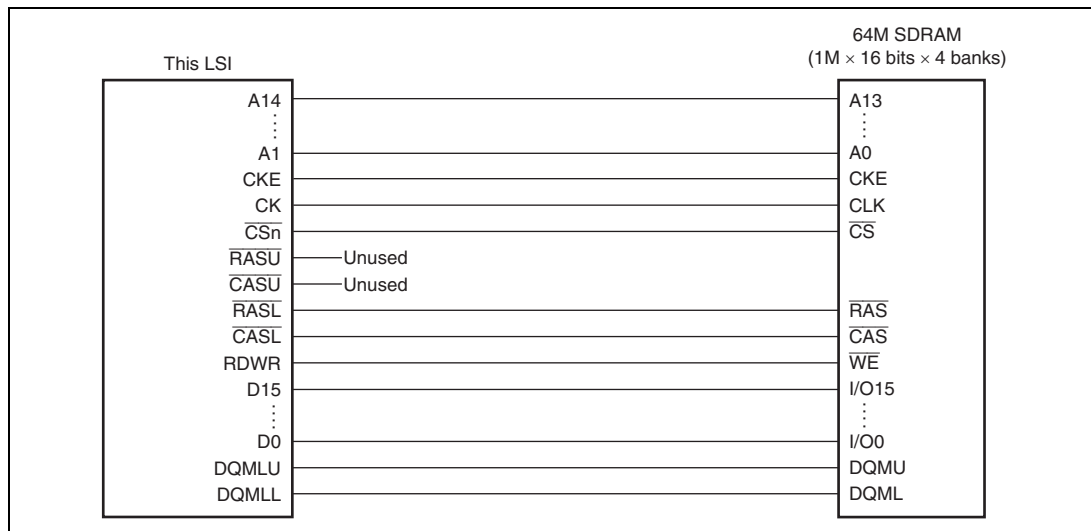 This LSI
64M SDRAM
(1M × 16 bits × 4 banks)
A14 A13
A1 A0
CKE CKE
CK CLK
CSn CS
RASU Unused
CASU Unused
RASL RAS
CASL CAS
RDWR WE
D15 I/O15
D0 I/O0
DQMLU DQMU
DQMLL DQML